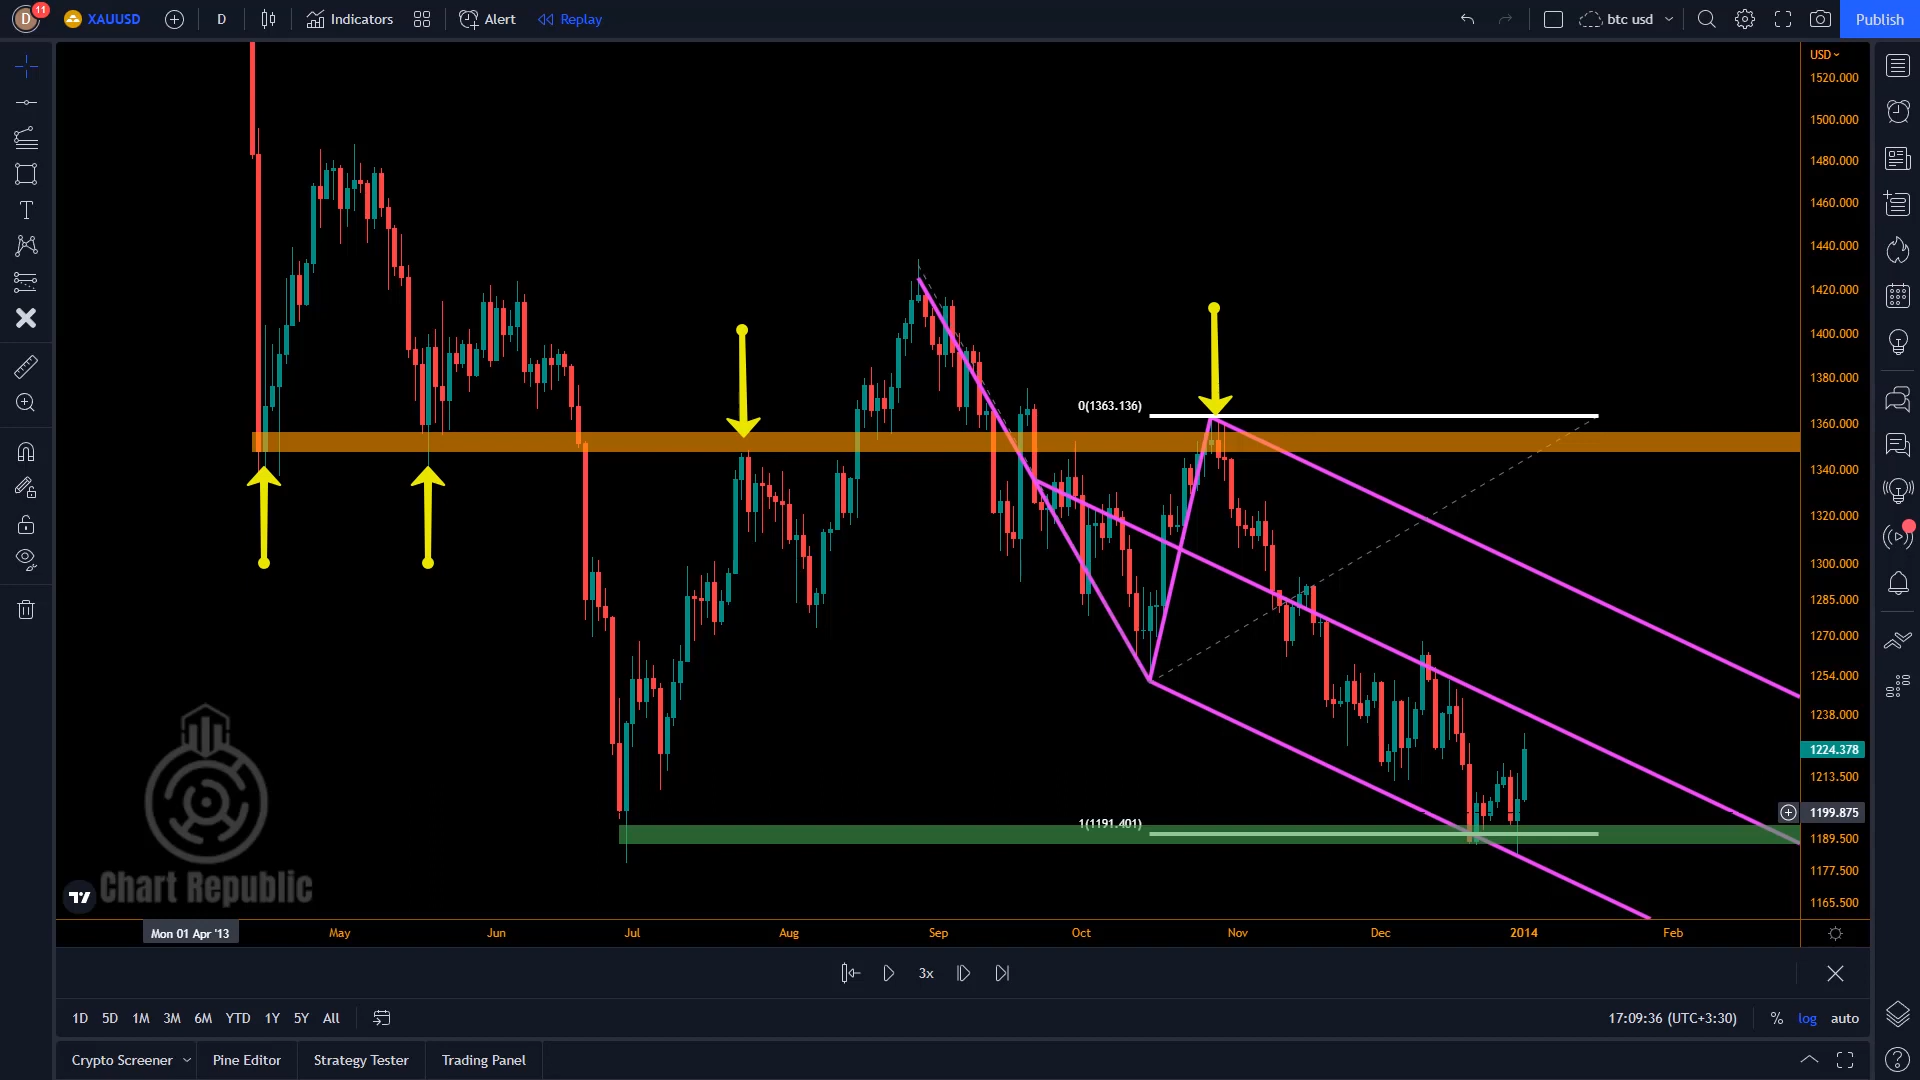 D
11
XAUUSD
D
Indicators
Alert
Replay
btc usd
Publish
USD
1520.000
1500.000
1480.000
1460.000
1440.000
1420.000
1400.000
1380.000
0(1363.136)
1360.000
1340.000
1320.000
1300.000
1285.000
1270.000
1254.000
1238.000
1224.378
1213.500
1199.875
1(1191.401)
1189.500
1177.500
1165.500
Chart Republic
Mon 01 Apr '13
May
Jun
Jul
Aug
Sep
Oct
Nov
Dec
2014
Feb
3x
1D 5D 1M 3M 6M YTD 1Y 5Y All
17:09:36 (UTC+3:30)
%
log
auto
Crypto Screener
Pine Editor
Strategy Tester
Trading Panel